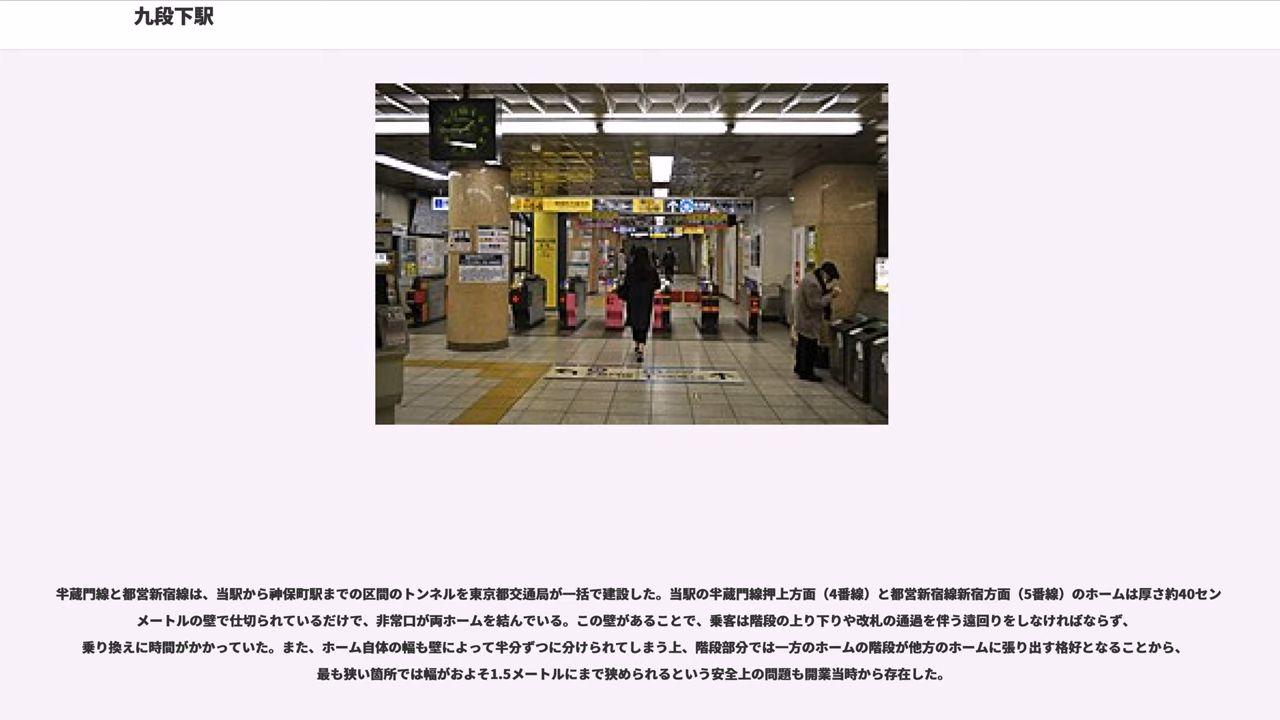 九段下駅
半蔵門線と都営新宿線は、当駅から神保町駅までの区間のトンネルを東京都交通局が一括で建設した。当駅の半蔵門線押上方面（4番線）と都営新宿線新宿方面（5番線）のホームは厚さ約40セン
メートルの壁で仕切られているだけで、非常口が両ホームを結んでいる。この壁があることで、乗客は階段の上り下りや改札の通過を伴う遠回りをしなければならず、
乗り換えに時間がかかっていた。また、ホーム自体の幅も壁によって半分ずつに分けられてしまう上、階段部分では一方のホームの階段が他方のホームに張り出す格好となることから、
最も狭い箇所では幅がおよそ1.5メートルにまで狭められるという安全上の問題も開業当時から存在した。